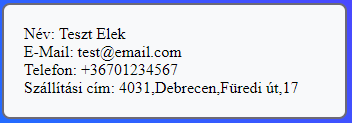 Név: Teszt Elek
E-Mail: test@email.com
Telefon: +36701234567
Szállítási cím: 4031,Debrecen,Füredi út,17